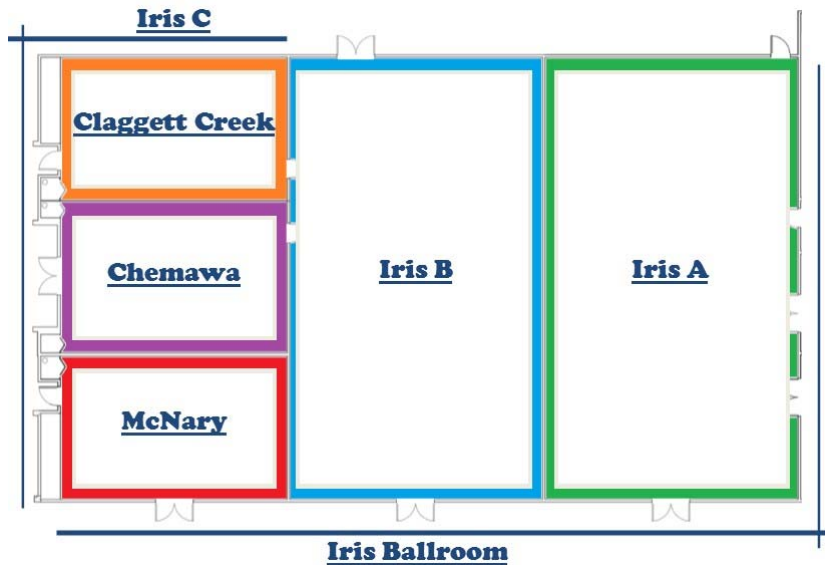 Iris C
Claggett Creek
Chemawa
Iris B
Iris A
McNary
Iris Ballroom